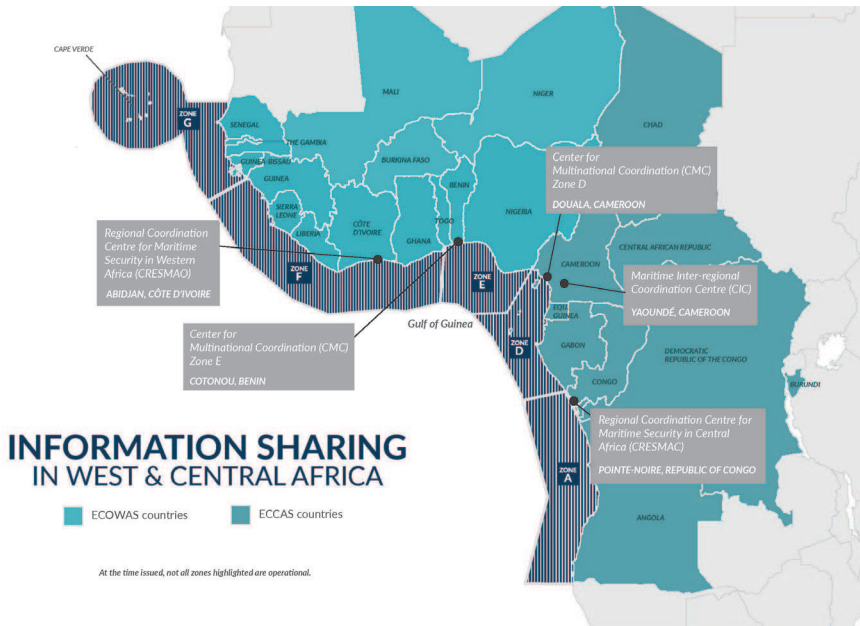 CAPE VERDE
ZONE
G
MALI
NIGER
CHAD
SENEGAL
THE GAMBIA
GUINEA-BISSAU
GUINEA
BURKINA FASO
BENIN
SIERRA
LEONE
LIBERIA
CÔTE
D'IVOIRE
GHANA
TOGO
NIGERIA
Center for
Multinational Coordination (CMC)
Zone D
DOUALA, CAMEROON
Regional Coordination
Centre for Maritime
Security in Western
Africa (CRESMAO)
ABIDJAN, CÔTE D'IVOIRE
ZONE
F
ZONE
E
CAMEROON
CENTRAL AFRICAN REPUBLIC
Maritime Inter-regional
Coordination Centre (CIC)
YAOUNDÉ, CAMEROON
Gulf of Guinea
Center for
Multinational Coordination (CMC)
Zone E
COTONOU, BENIN
EQU.
GUINEA
ZONE
D
GABON
CONGO
DEMOCRATIC
REPUBLIC OF THE CONGO
BURUNDI
Regional Coordination Centre for
Maritime Security in Central
Africa (CRESMAC)
POINTE-NOIRE, REPUBLIC OF CONGO
ZONE
A
ANGOLA
INFORMATION SHARING
IN WEST & CENTRAL AFRICA
ECOWAS countries
ECCAS countries
At the time issued, not all zones highlighted are operational.